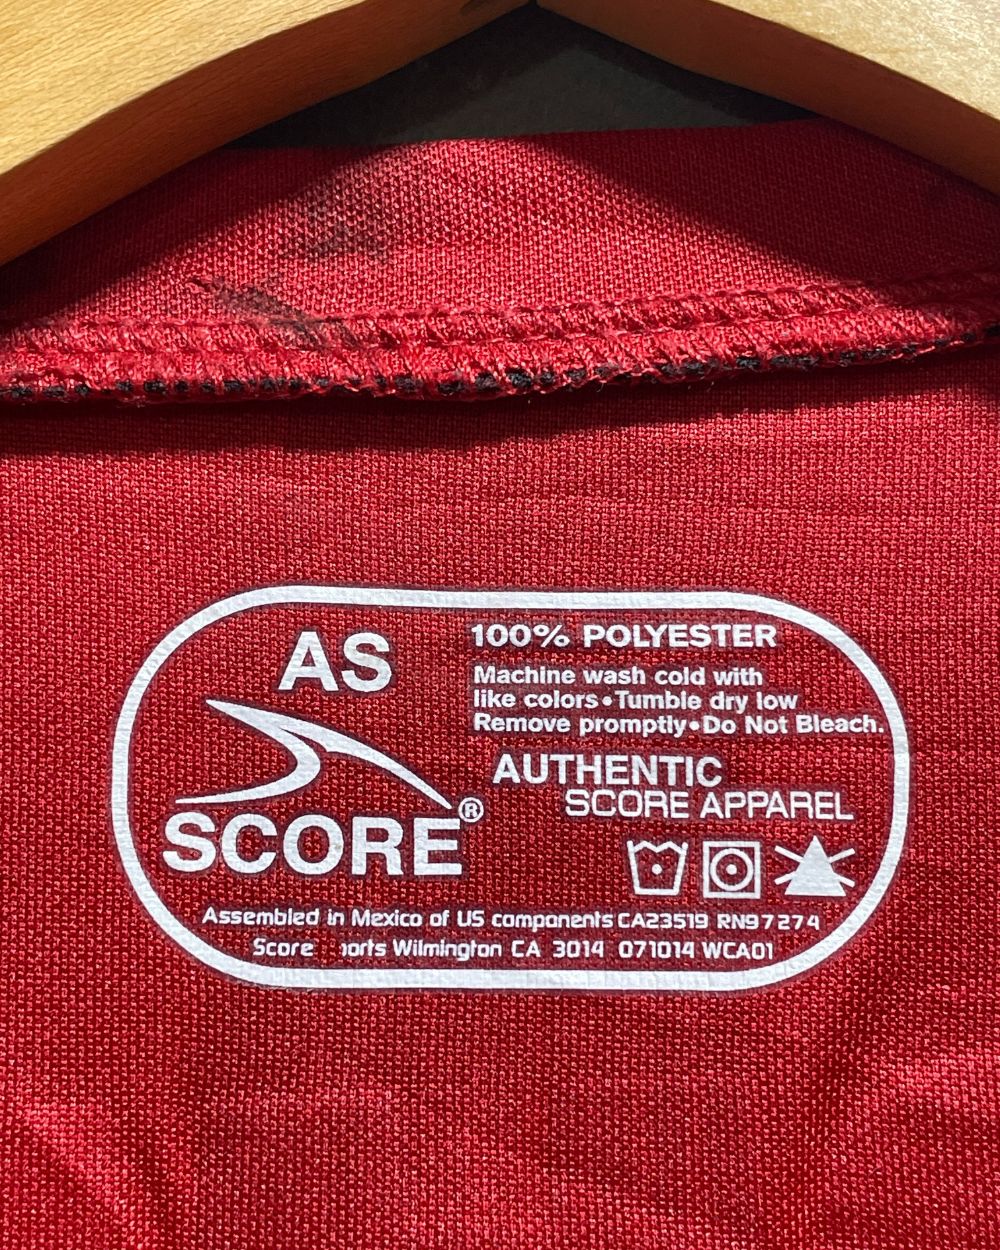 AS
SCORE®
100% POLYESTER
Machine wash cold with
like colors•Tumble dry low
Remove promptly•Do Not Bleach.
AUTHENTIC
SCORE APPAREL
Assembled in Mexico of US components CA23519 RN97274
Score Wilmington CA 3014 071014 WCA01